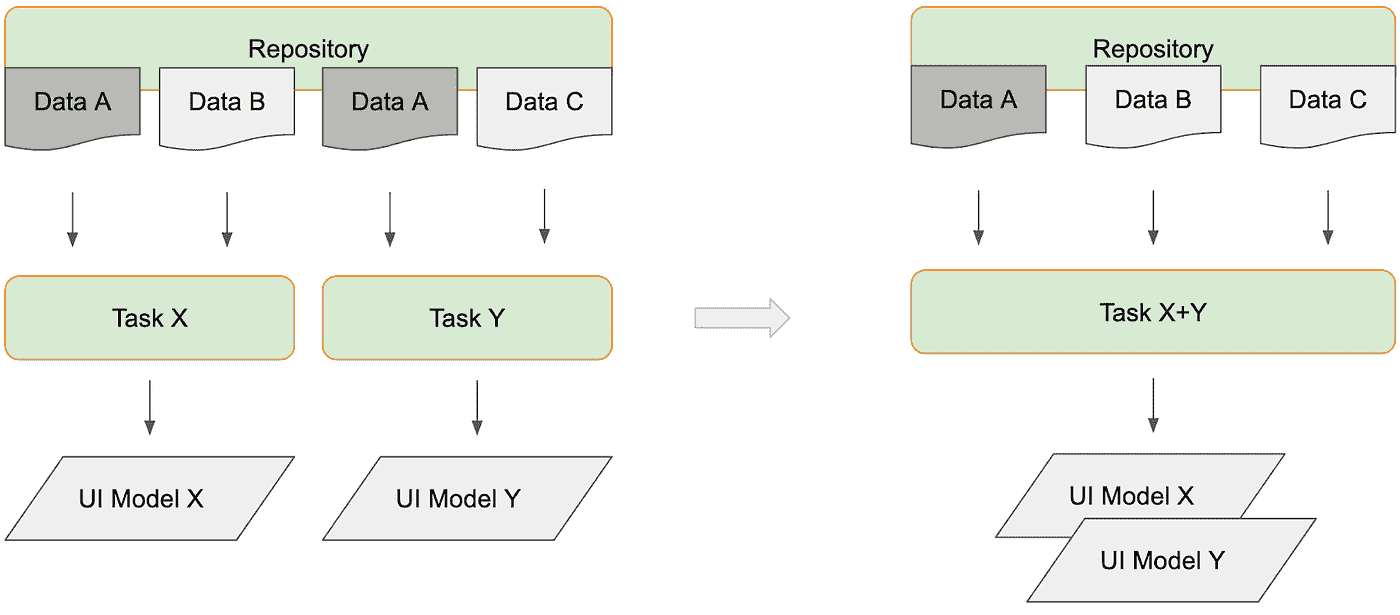 Repository
Data A
Data B
Data A
Data C
Task X
Task Y
UI Model X
UI Model Y
Repository
Data A
Data B
Data C
Task X+Y
UI Model X
UI Model Y